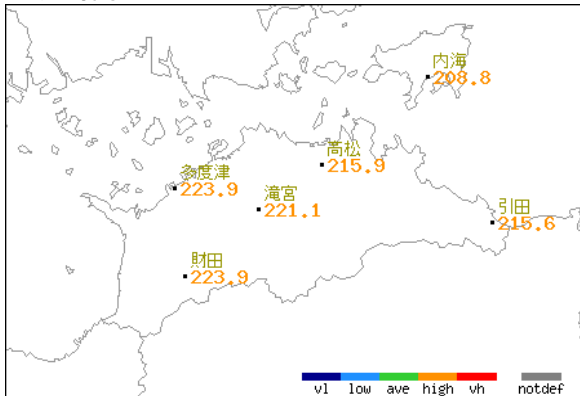 内海
208.8
高松
215.9
多度津
223.9
滝宮
221.1
引田
215.6
財田
223.9
vl low ave high vh notdef